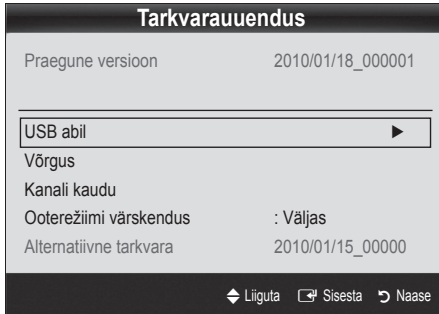 Tarkvarauuendus
Praegune versioon 2010/01/18_000001
USB abil
Võrgus
Kanali kaudu
Ooterežiimi värskendus : Väljas
Alternatiivne tarkvara 2010/01/15_00000
Liiguta Sisesta Naase